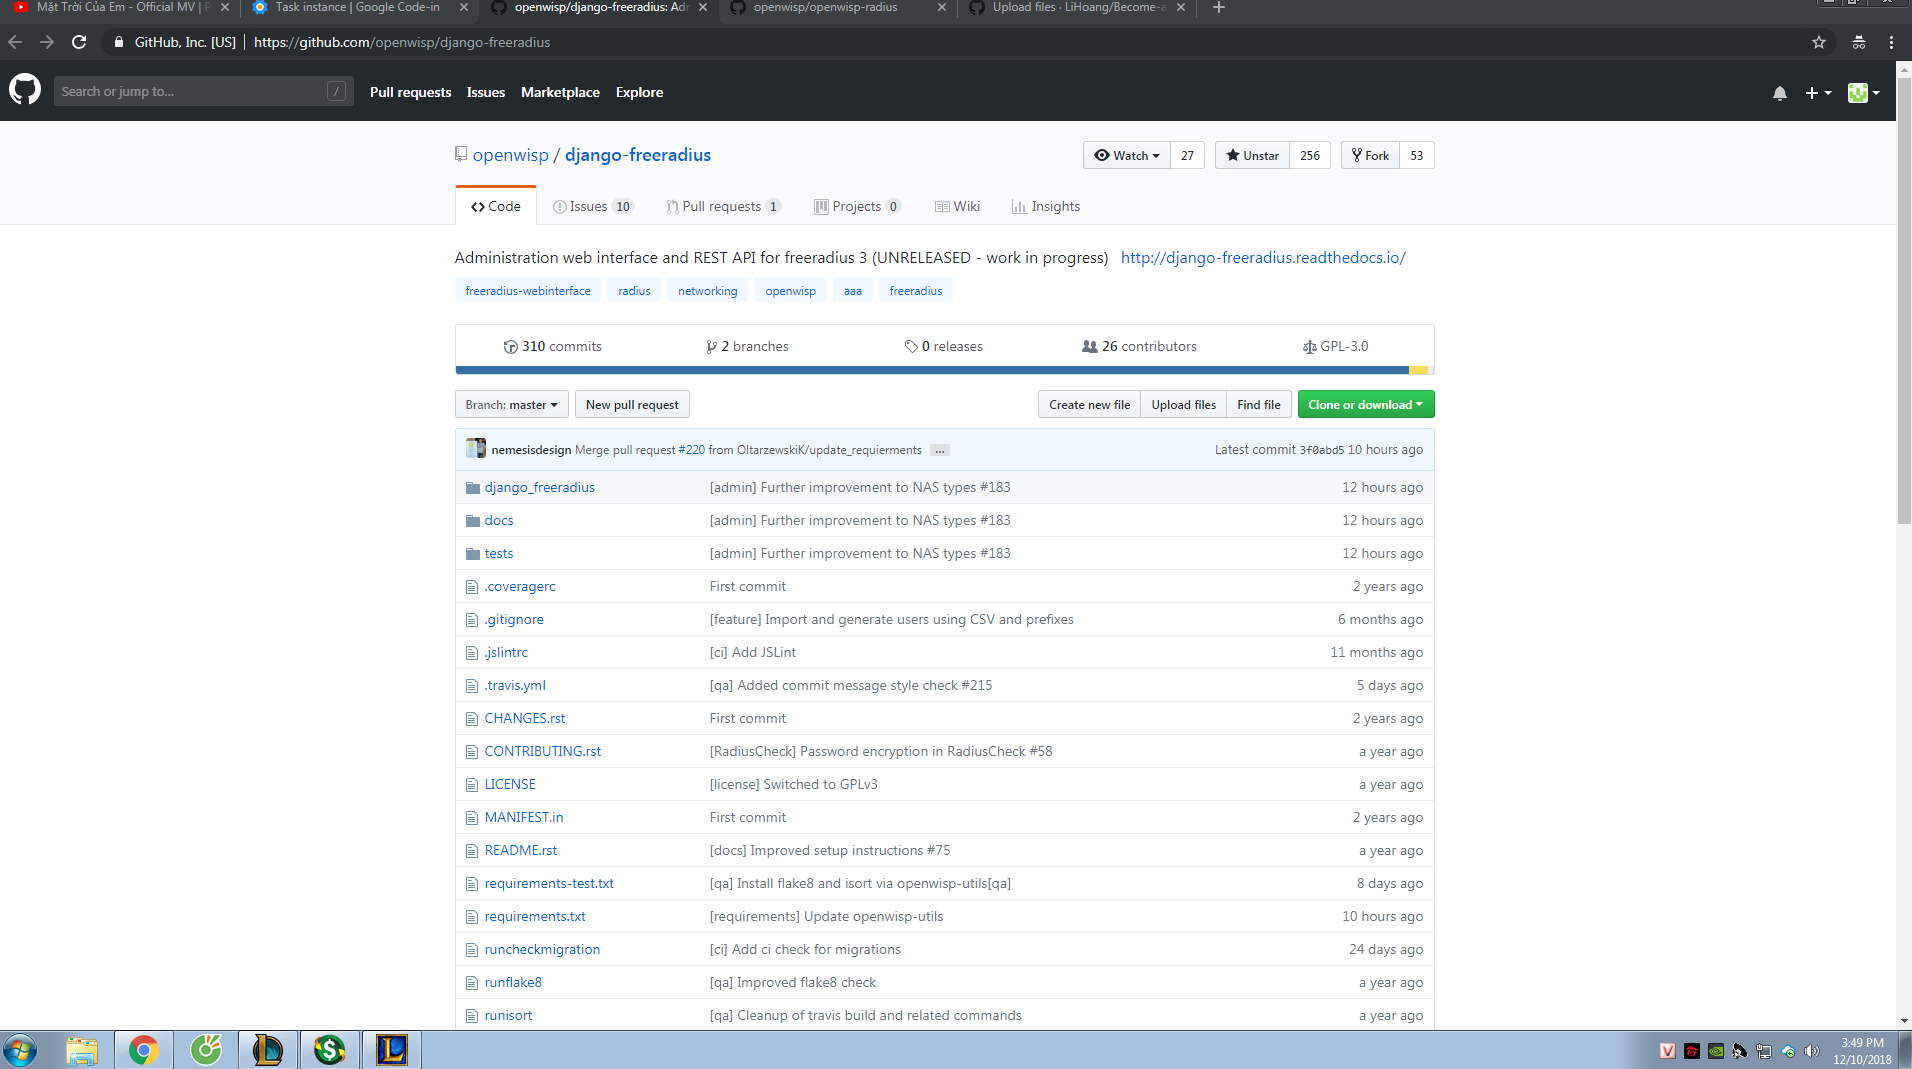 Mặt Trời Của Em - Official MV | P
Task instance | Google Code-in
openwisp/django-freeradius: Adr
openwisp/openwisp-radius
Upload files · LiHoang/Become-a
GitHub, Inc. [US] | https://github.com/openwisp/django-freeradius
Search or jump to... /
Pull requests Issues Marketplace Explore
openwisp / django-freeradius
Watch 27 Unstar 256 Fork 53
Code Issues 10 Pull requests 1 Projects 0 Wiki Insights
Administration web interface and REST API for freeradius 3 (UNRELEASED - work in progress) http://django-freeradius.readthedocs.io/
freeradius-webinterface radius networking openwisp aaa freeradius
310 commits 2 branches 0 releases 26 contributors GPL-3.0
Branch: master New pull request Create new file Upload files Find file Clone or download
nemesisdesign Merge pull request #220 from OltarzewskiK/update_requierments ... Latest commit 3f0abd5 10 hours ago
django_freeradius [admin] Further improvement to NAS types #183 12 hours ago
docs [admin] Further improvement to NAS types #183 12 hours ago
tests [admin] Further improvement to NAS types #183 12 hours ago
.coveragerc First commit 2 years ago
.gitignore [feature] Import and generate users using CSV and prefixes 6 months ago
.jslintrc [ci] Add JSLint 11 months ago
.travis.yml [qa] Added commit message style check #215 5 days ago
CHANGES.rst First commit 2 years ago
CONTRIBUTING.rst [RadiusCheck] Password encryption in RadiusCheck #58 a year ago
LICENSE [license] Switched to GPLv3 a year ago
MANIFEST.in First commit 2 years ago
README.rst [docs] Improved setup instructions #75 a year ago
requirements-test.txt [qa] Install flake8 and isort via openwisp-utils[qa] 8 days ago
requirements.txt [requirements] Update openwisp-utils 10 hours ago
runcheckmigration [ci] Add ci check for migrations 24 days ago
runflake8 [qa] Improved flake8 check a year ago
runisort [qa] Cleanup of travis build and related commands a year ago
3:49 PM
12/10/2018